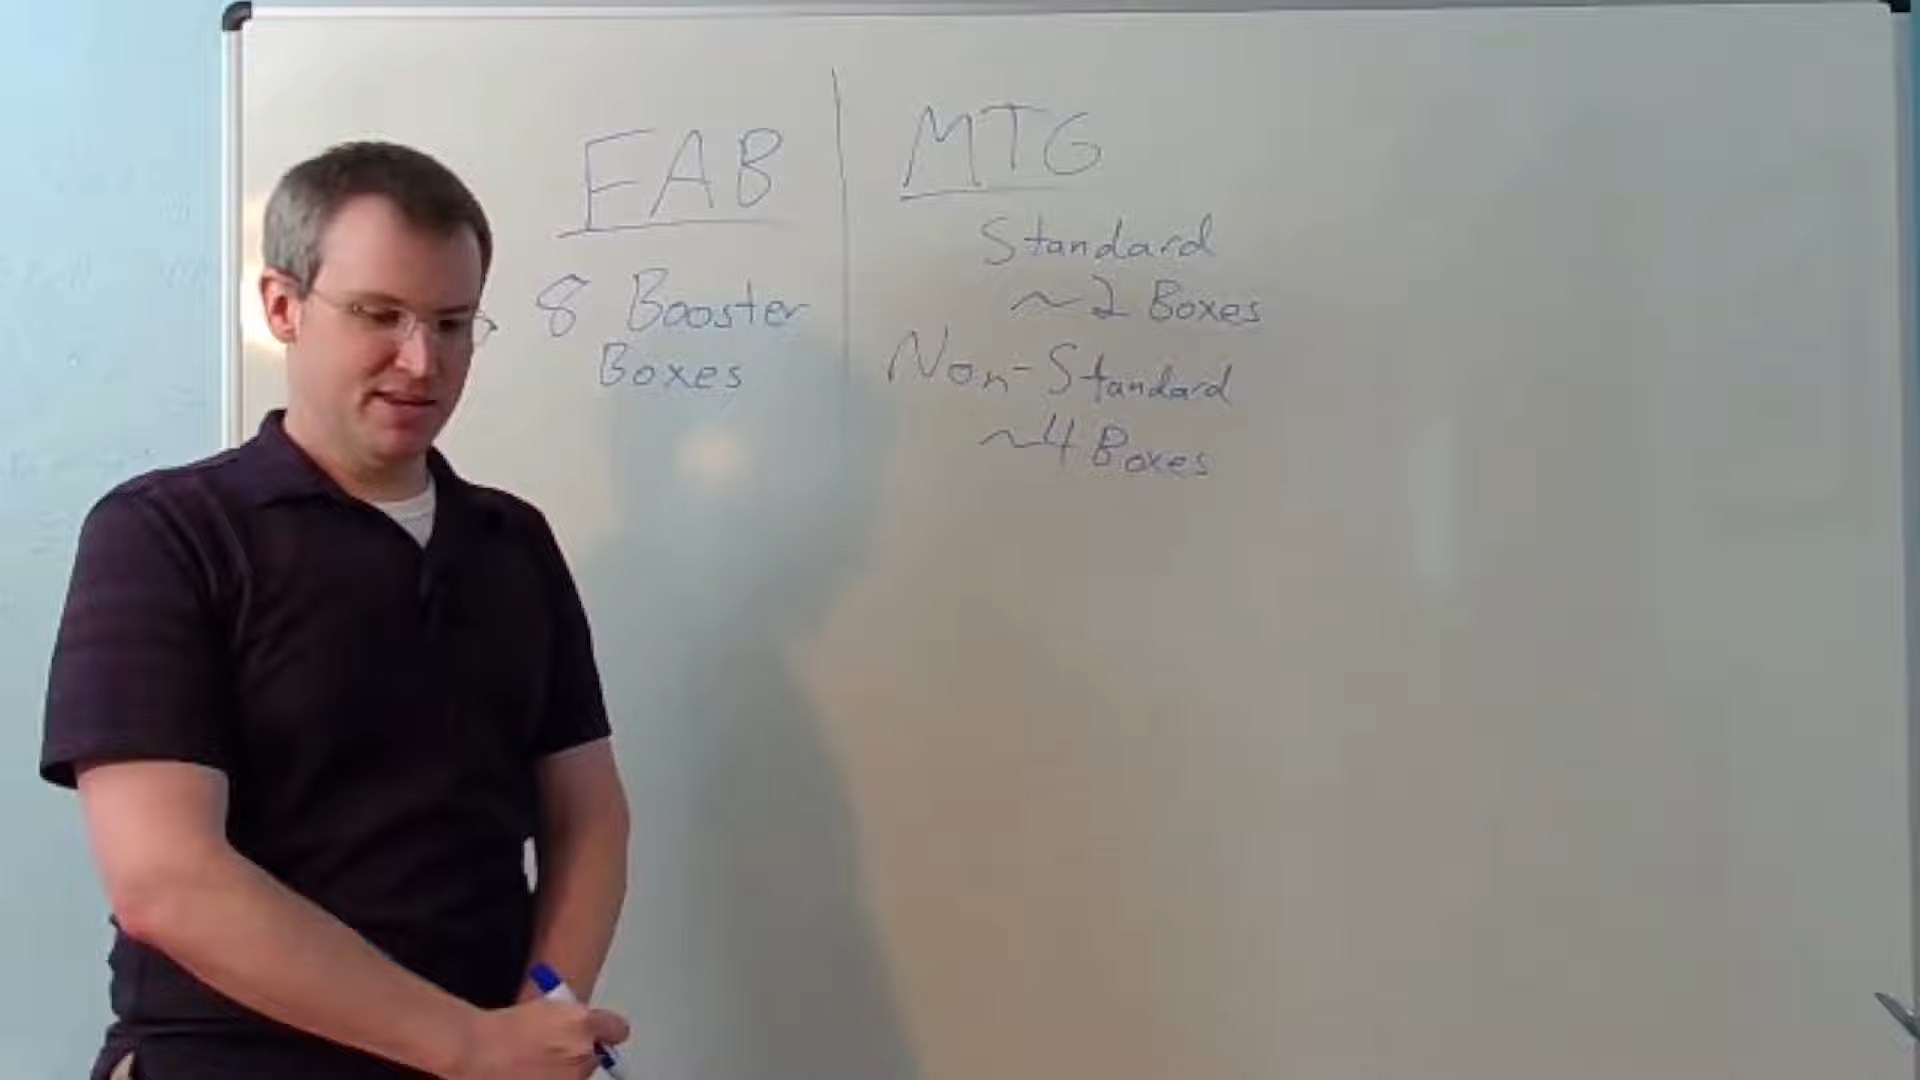 FAB
8 Booster
Boxes
MTG
Standard
~2 Boxes
Non-Standard
~4 Boxes